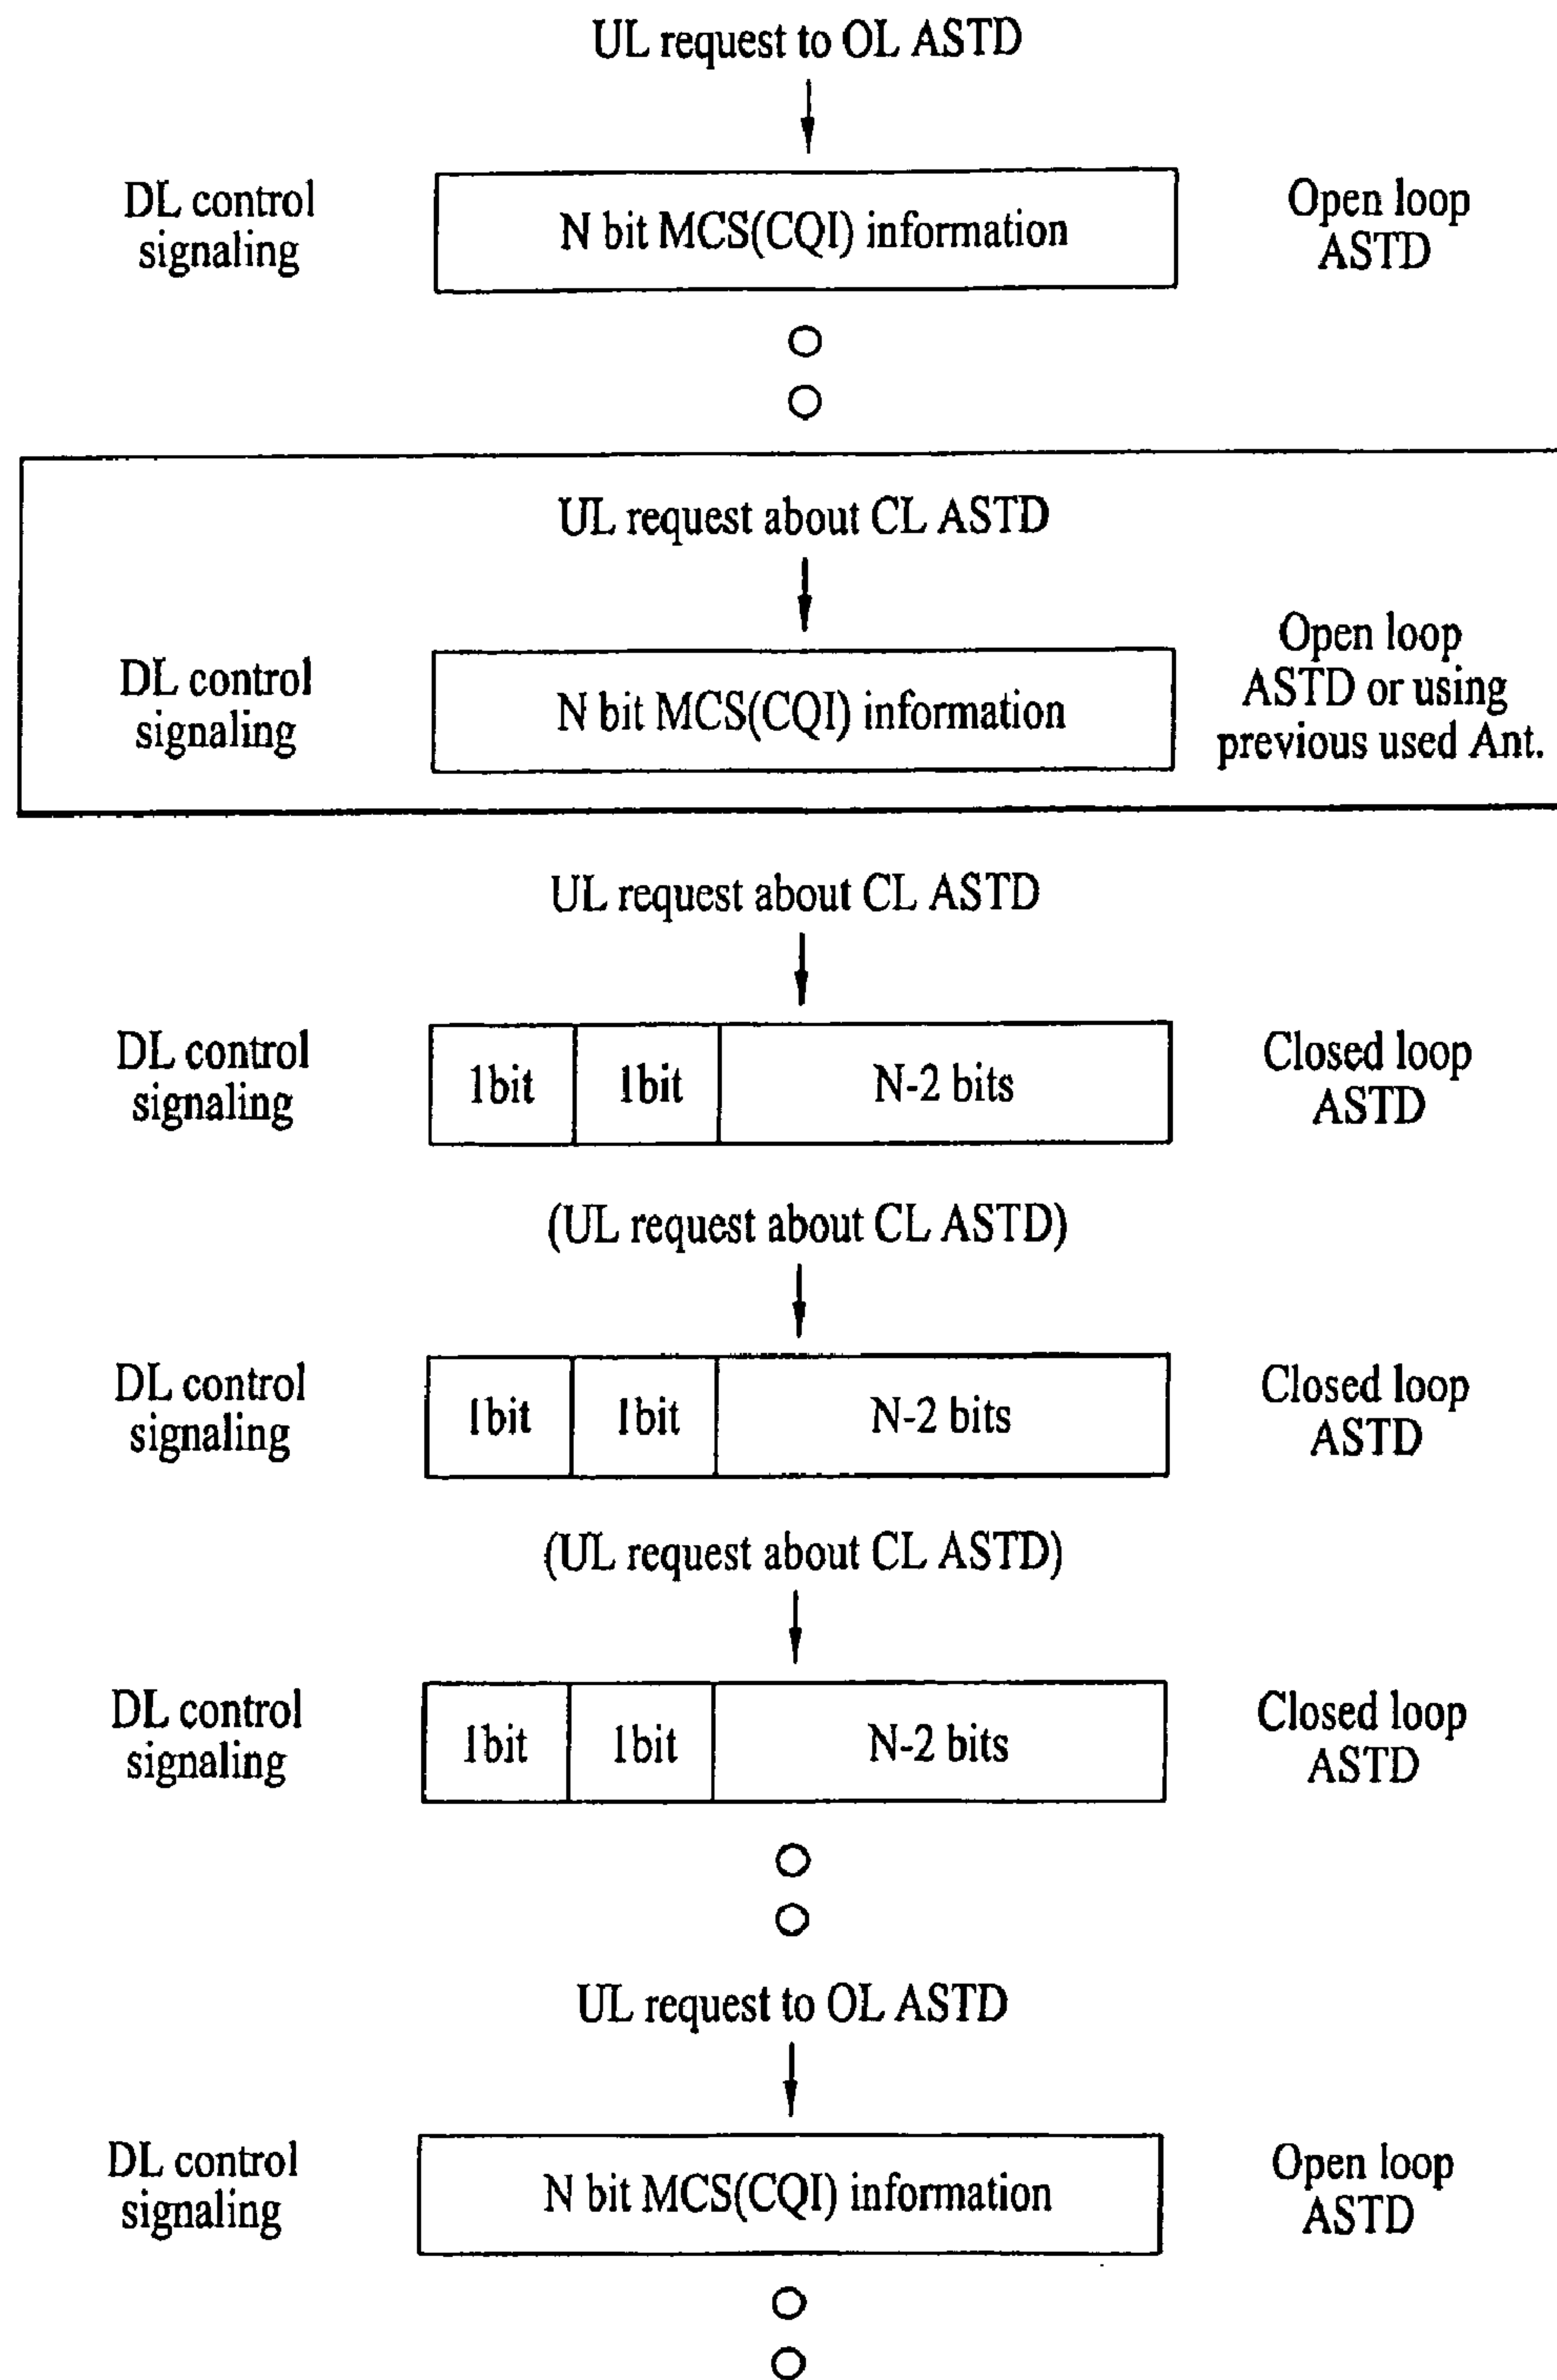 UL request to OL ASTD
DL control
signaling
N bit MCS(CQI) information
Open loop
ASTD
UL request about CL ASTD
DL control
signaling
N bit MCS(CQI) information
Open loop
ASTD or using
previous used Ant.
UL request about CL ASTD
DL control
signaling
1bit
1bit
N-2 bits
Closed loop
ASTD
(UL request about CL ASTD)
DL control
signaling
1bit
1bit
N-2 bits
Closed loop
ASTD
(UL request about CL ASTD)
DL control
signaling
1bit
1bit
N-2 bits
Closed loop
ASTD
UL request to OL ASTD
DL control
signaling
N bit MCS(CQI) information
Open loop
ASTD